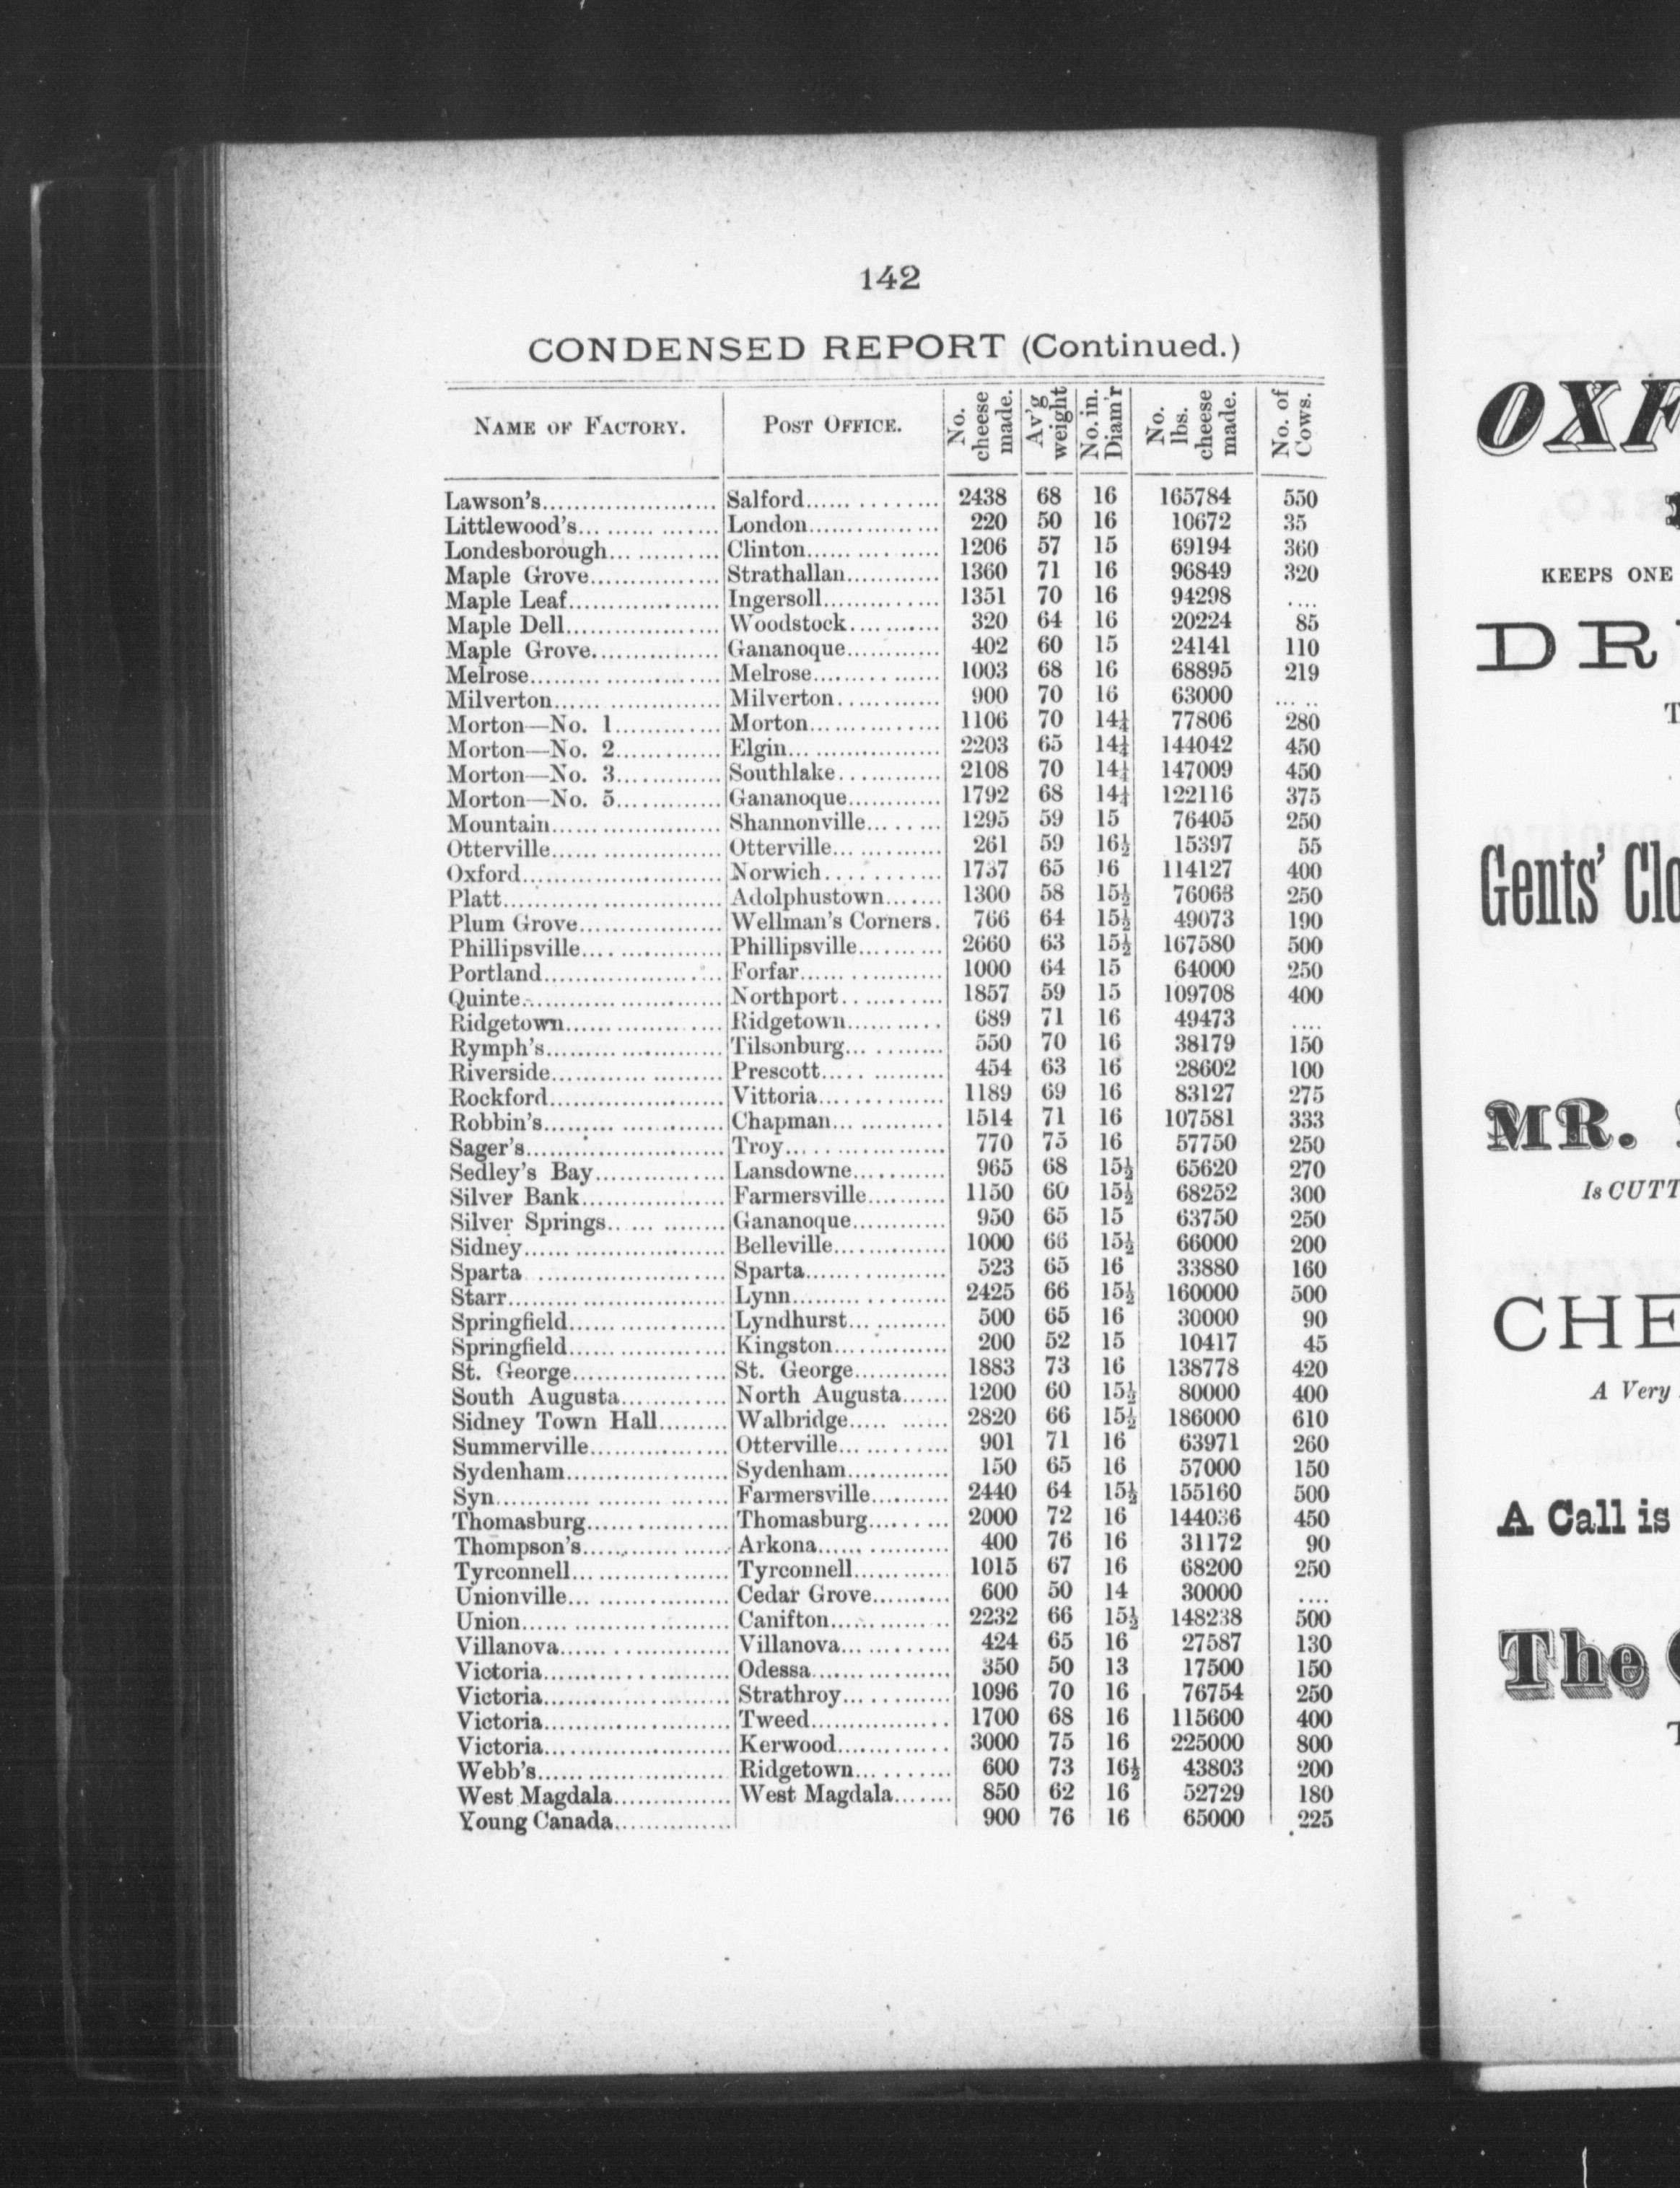 142
CONDENSED REPORT (Continued.)
NAME OF FACTORY. POST OFFICE. No. cheese made. Av'g weight No. in. Diam'r No. lbs. cheese made. No. of Cows.
Lawson's Salford 2438 68 16 165784 550
Littlewood's London 220 50 16 10672 35
Londesborough Clinton 1206 57 15 69194 360
Maple Grove Strathallan 1360 71 16 96849 320
Maple Leaf Ingersoll 1351 70 16 94298 ....
Maple Dell Woodstock 320 64 16 20224 85
Maple Grove Gananoque 402 60 15 24141 110
Melrose Melrose 1003 68 16 68895 219
Milverton Milverton 900 70 16 63000 .....
Morton—No. 1 Morton 1106 70 14¼ 77806 280
Morton—No. 2 Elgin 2203 65 14¼ 144042 450
Morton—No. 3 Southlake 2108 70 14¼ 147009 450
Morton—No. 5 Gananoque 1792 68 14¼ 122116 375
Mountain Shannonville 1295 59 15 76405 250
Otterville Otterville 261 59 16½ 15397 55
Oxford Norwich 1737 65 16 114127 400
Platt Adolphustown 1300 58 15½ 76063 250
Plum Grove Wellman's Corners. 766 64 15½ 49073 190
Phillipsville Phillipsville 2660 63 15½ 167580 500
Portland Forfar 1000 64 15 64000 250
Quinte Northport 1857 59 15 109708 400
Ridgetown Ridgetown 689 71 16 49473 ....
Rymph's Tilsonburg 550 70 16 38179 150
Riverside Prescott 454 63 16 28602 100
Rockford Vittoria 1189 69 16 83127 275
Robbin's Chapman 1514 71 16 107581 333
Sager's Troy 770 75 16 57750 250
Sedley's Bay Lansdowne 965 68 15½ 65620 270
Silver Bank Farmersville 1150 60 15½ 68252 300
Silver Springs Gananoque 950 65 15 63750 250
Sidney Belleville 1000 66 15½ 66000 200
Sparta Sparta 523 65 16 33880 160
Starr Lynn 2425 66 15½ 160000 500
Springfield Lyndhurst 500 65 16 30000 90
Springfield Kingston 200 52 15 10417 45
St. George St. George 1883 73 16 138778 420
South Augusta North Augusta 1200 60 15½ 80000 400
Sidney Town Hall Walbridge 2820 66 15½ 186000 610
Summerville Otterville 901 71 16 63971 260
Sydenham Sydenham 150 65 16 57000 150
Syn Farmersville 2440 64 15½ 155160 500
Thomasburg Thomasburg 2000 72 16 144036 450
Thompson's Arkona 400 76 16 31172 90
Tyrconnell Tyrconnell 1015 67 16 68200 250
Unionville Cedar Grove 600 50 14 30000 ....
Union Canifton 2232 66 15½ 148238 500
Villanova Villanova 424 65 16 27587 130
Victoria Odessa 350 50 13 17500 150
Victoria Strathroy 1096 70 16 76754 250
Victoria Tweed 1700 68 16 115600 400
Victoria Kerwood 3000 75 16 225000 800
Webb's Ridgetown 600 73 16½ 43803 200
West Magdala West Magdala 850 62 16 52729 180
Young Canada 900 76 16 65000 225
OXF
KEEPS ONE
DR
Gents' Clo
MR.
Is CUTT
CHE
A Very
A Call is
The